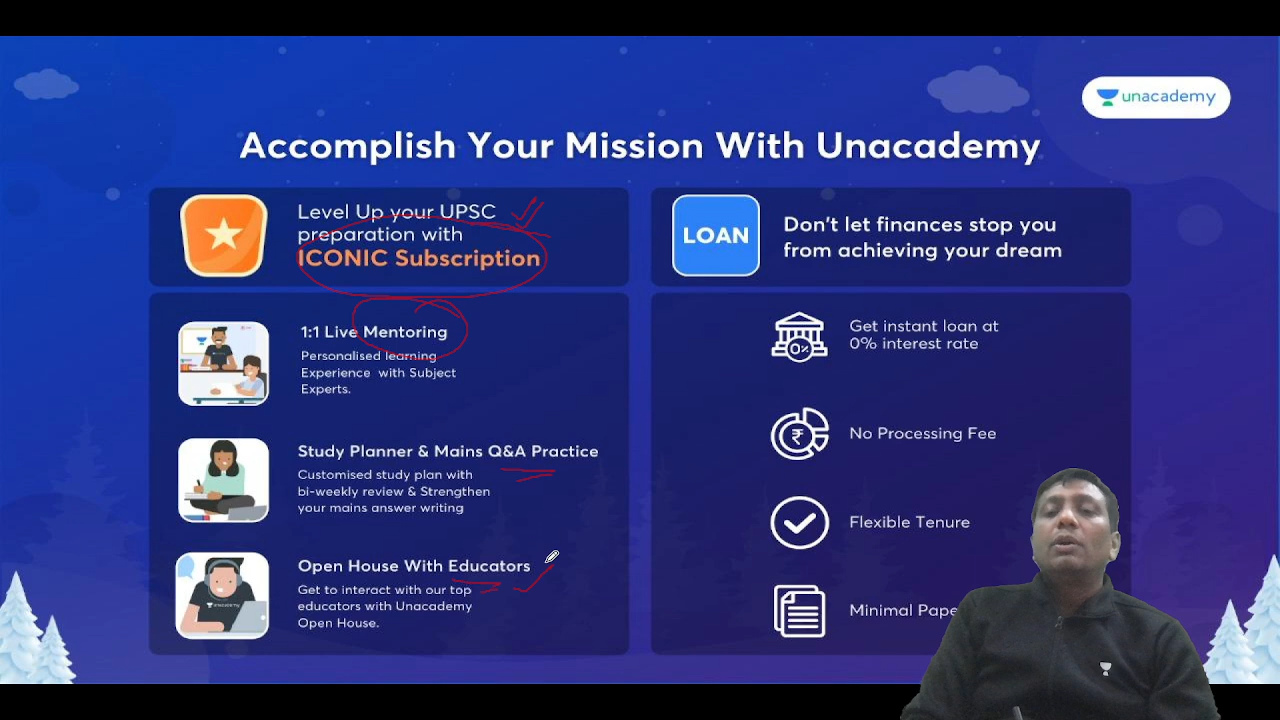 unacademy
Accomplish Your Mission With Unacademy
Level Up your UPSC
preparation with
ICONIC Subscription
1:1 Live Mentoring
Personalised learning
Experience with Subject
Experts.
Study Planner & Mains Q&A Practice
Customised study plan with
bi-weekly review & Strengthen
your mains answer writing
Open House With Educators
Get to interact with our top
educators with Unacademy
Open House.
LOAN
Don't let finances stop you
from achieving your dream
0%
Get instant loan at
0% interest rate
₹
No Processing Fee
Flexible Tenure
Minimal